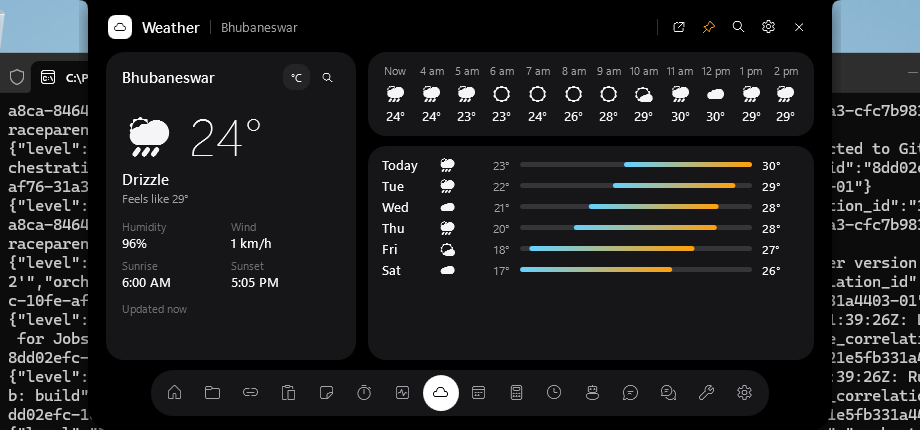 Weather
Bhubaneswar
C:\P
Bhubaneswar
°C
24°
Drizzle
Feels like 29°
Humidity
Wind
96%
1 km/h
Sunrise
Sunset
6:00 AM
5:05 PM
Updated now
Now 4 am 5 am 6 am 7 am 8 am 9 am 10 am 11 am 12 pm 1 pm 2 pm
24° 24° 23° 23° 24° 26° 28° 29° 30° 30° 29° 29°
Today 23° 30°
Tue 22° 29°
Wed 21° 28°
Thu 20° 28°
Fri 18° 27°
Sat 17° 26°
a8ca-8464
raceparen
{"level":
chestrati
af76-31a3
{"level":
a8ca-8464
raceparen
{"level":
2'","orch
c-10fe-af
{"level":
for Jobs
8dd02efc-
{"level":
b: build"
dd02efc-1
a3-cfc7b981
cted to Git
id":"8dd02e
-01"}
a3-cfc7b981
er version
lation_id"
31a4403-01"
:39:26Z:
e_correlati
21e5fb331a4
:39:26Z: Ru
_correlati
1e5fb331a